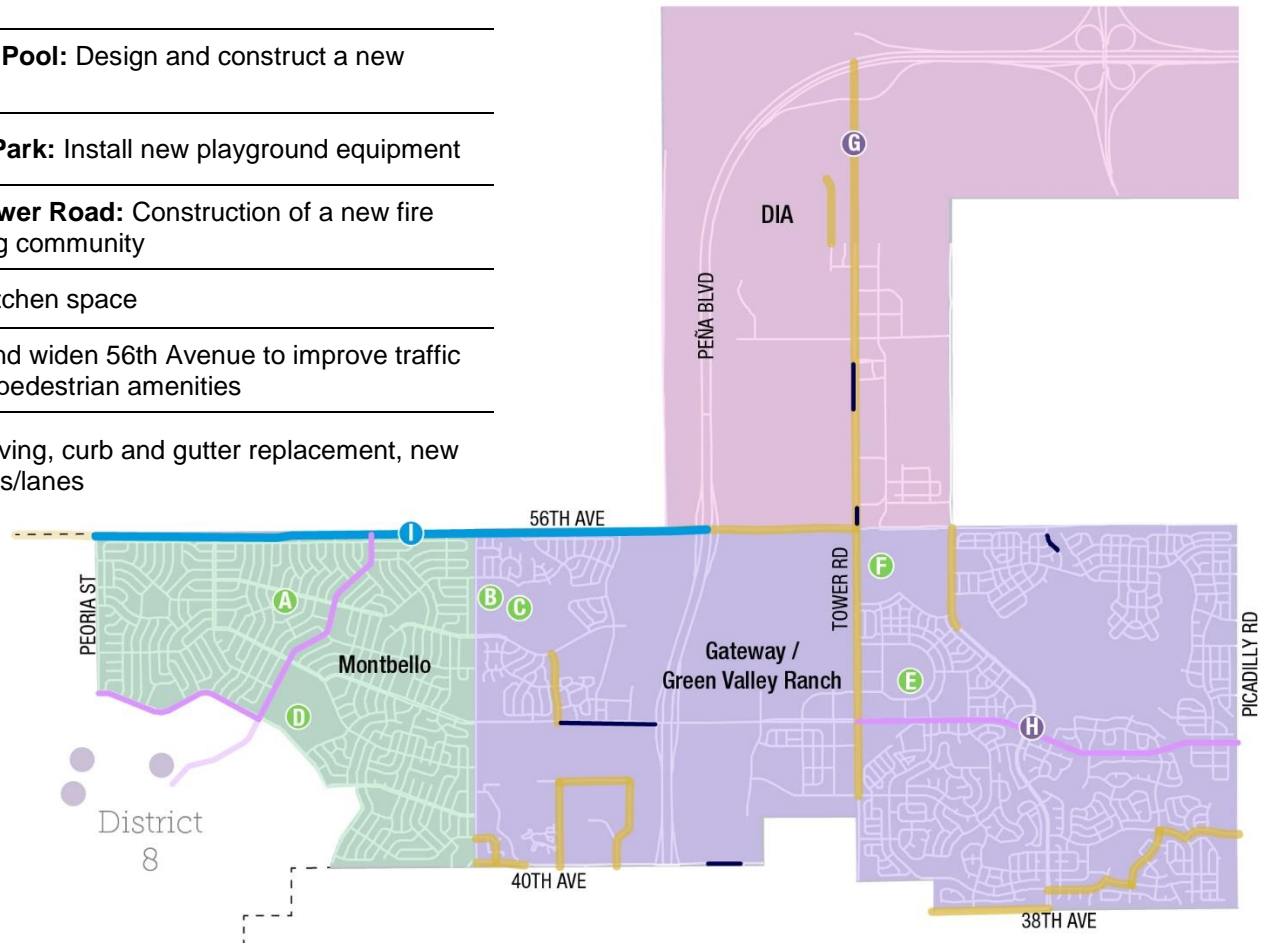 Pool: Design and construct a new
Park: Install new playground equipment
wer Road: Construction of a new fire
g community
tchen space
nd widen 56th Avenue to improve traffic
pedestrian amenities
ving, curb and gutter replacement, new
s/lanes
G
DIA
PEÑA BLVD
56TH AVE
I
PEORIA ST
A
B
C
TOWER RD
F
Montbello
Gateway /
Green Valley Ranch
E
PICADILLY RD
D
H
District
8
40TH AVE
38TH AVE